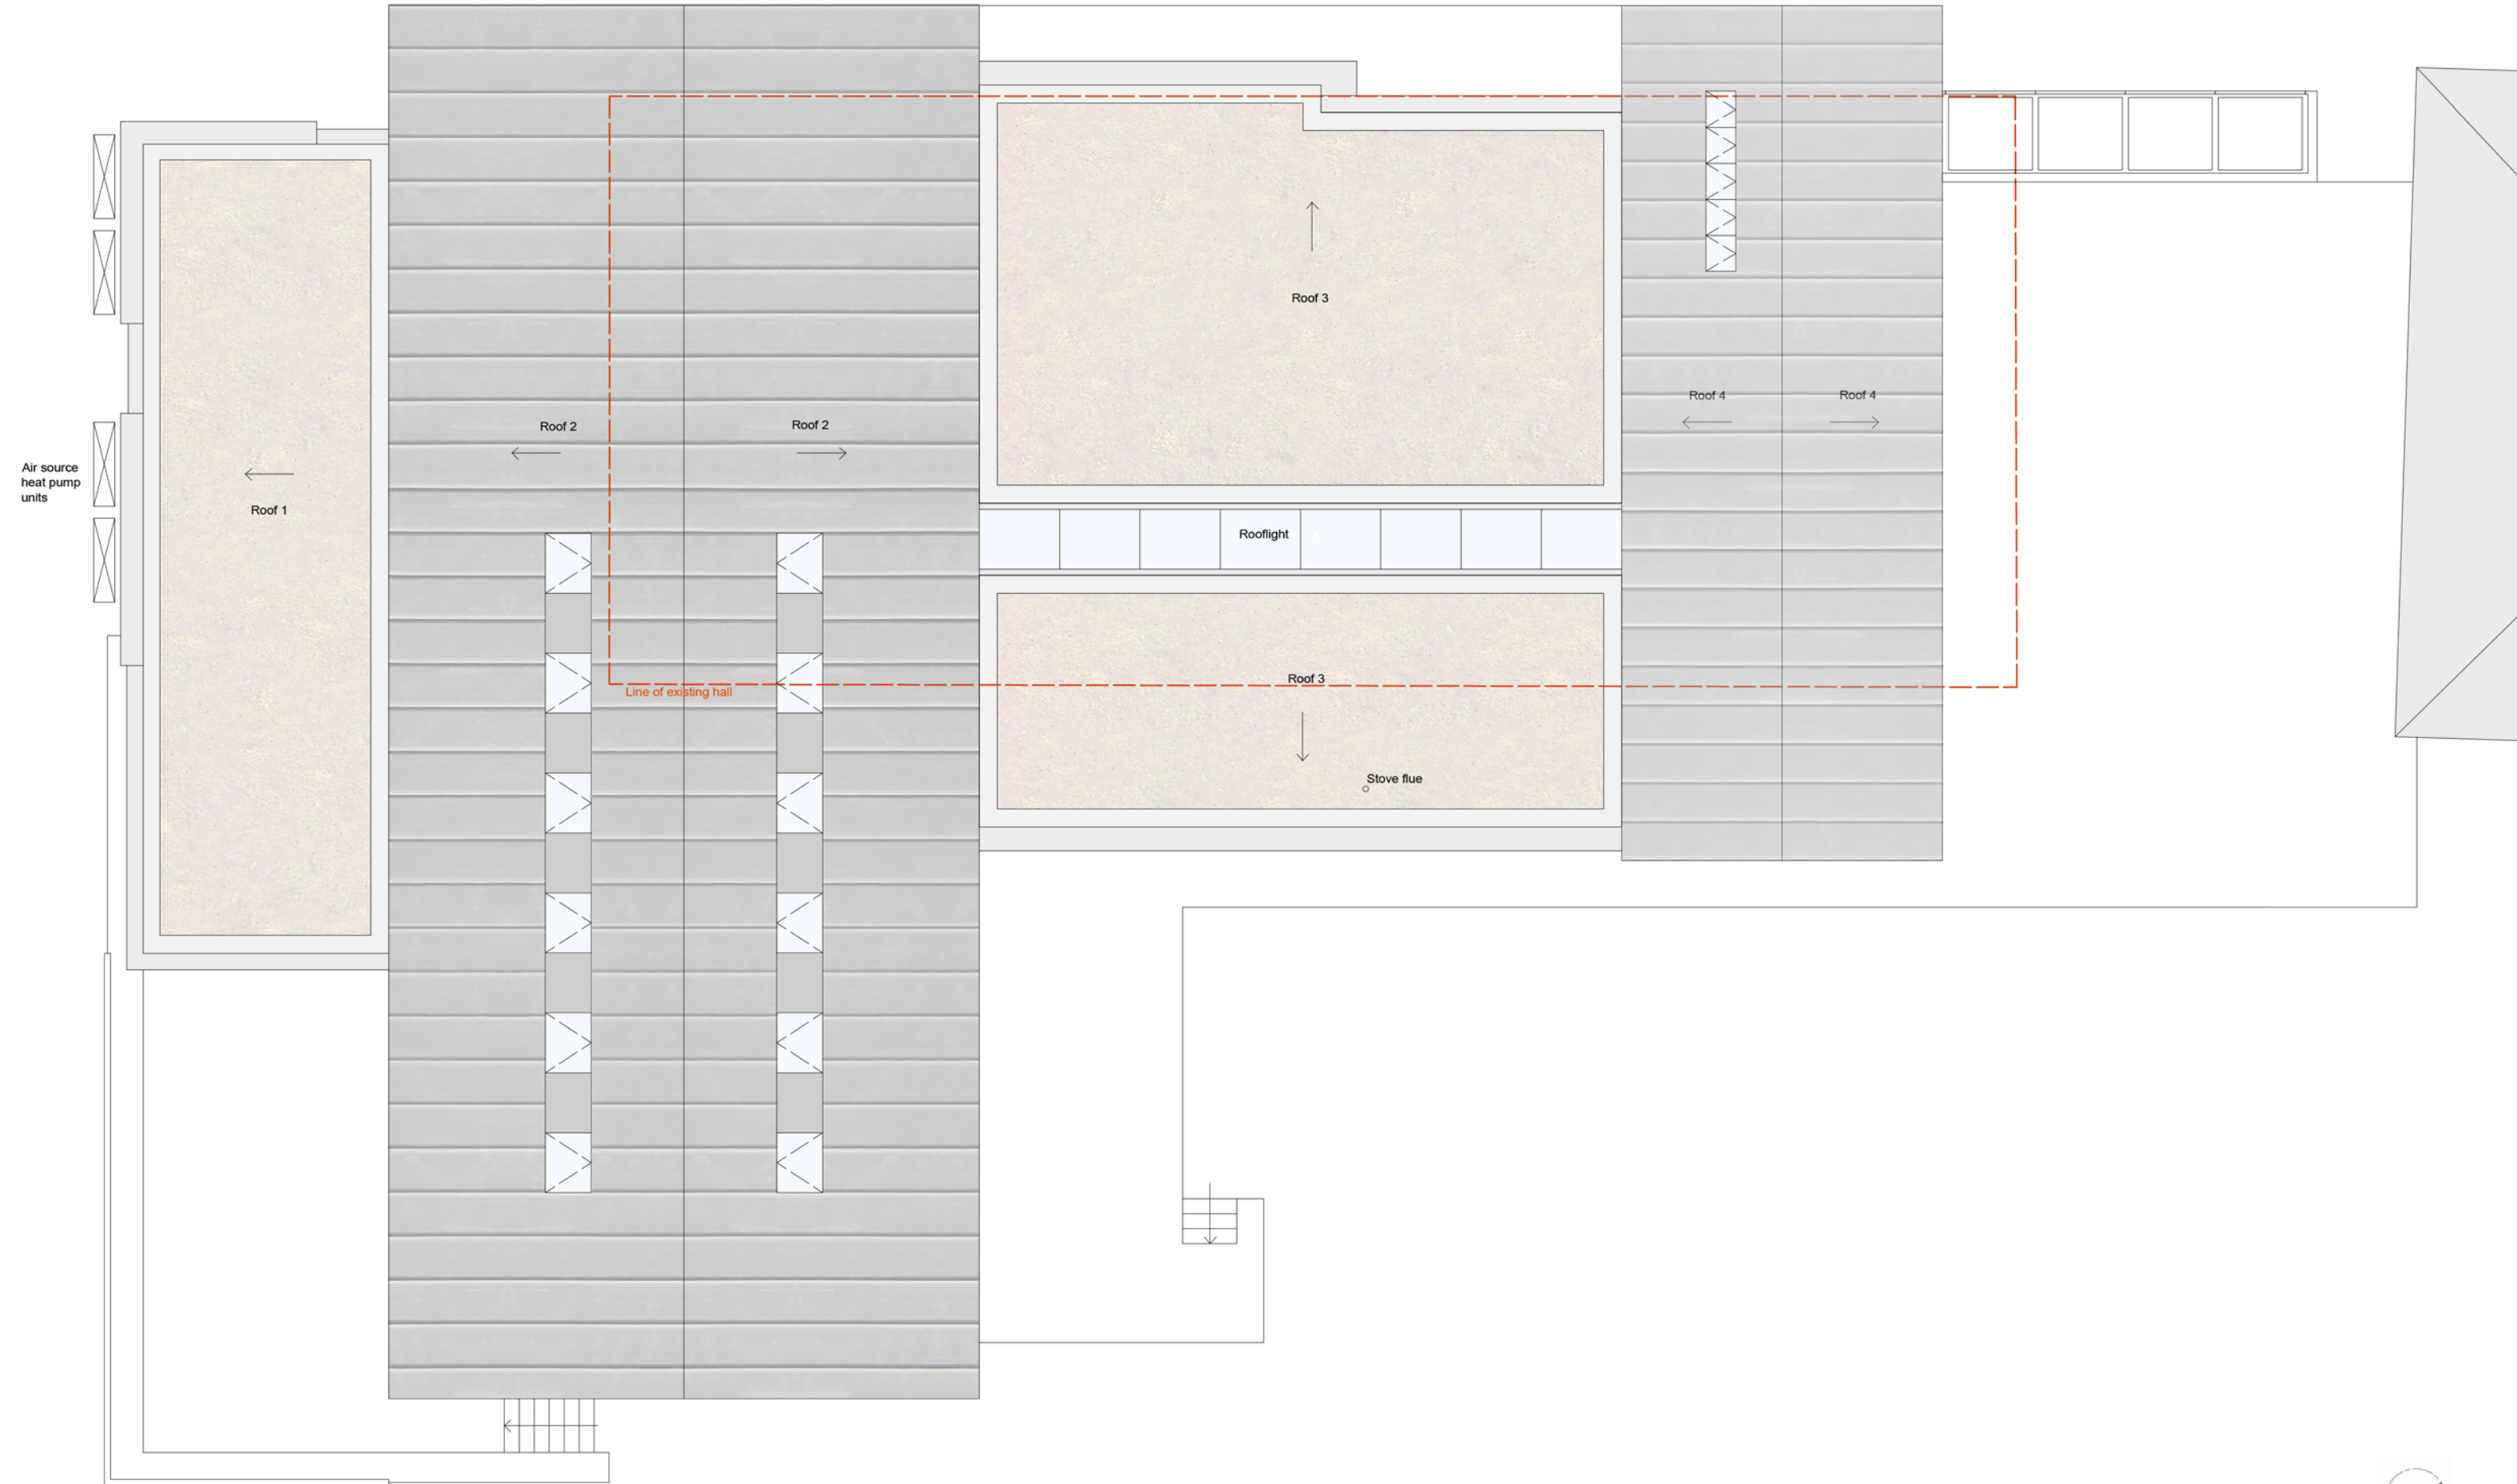 Roof 3
Roof 4
Roof 4
Roof 2
Roof 2
Air source
heat pump
units
Roof 1
Rooflight
Roof 3
Line of existing hall
Stove flue